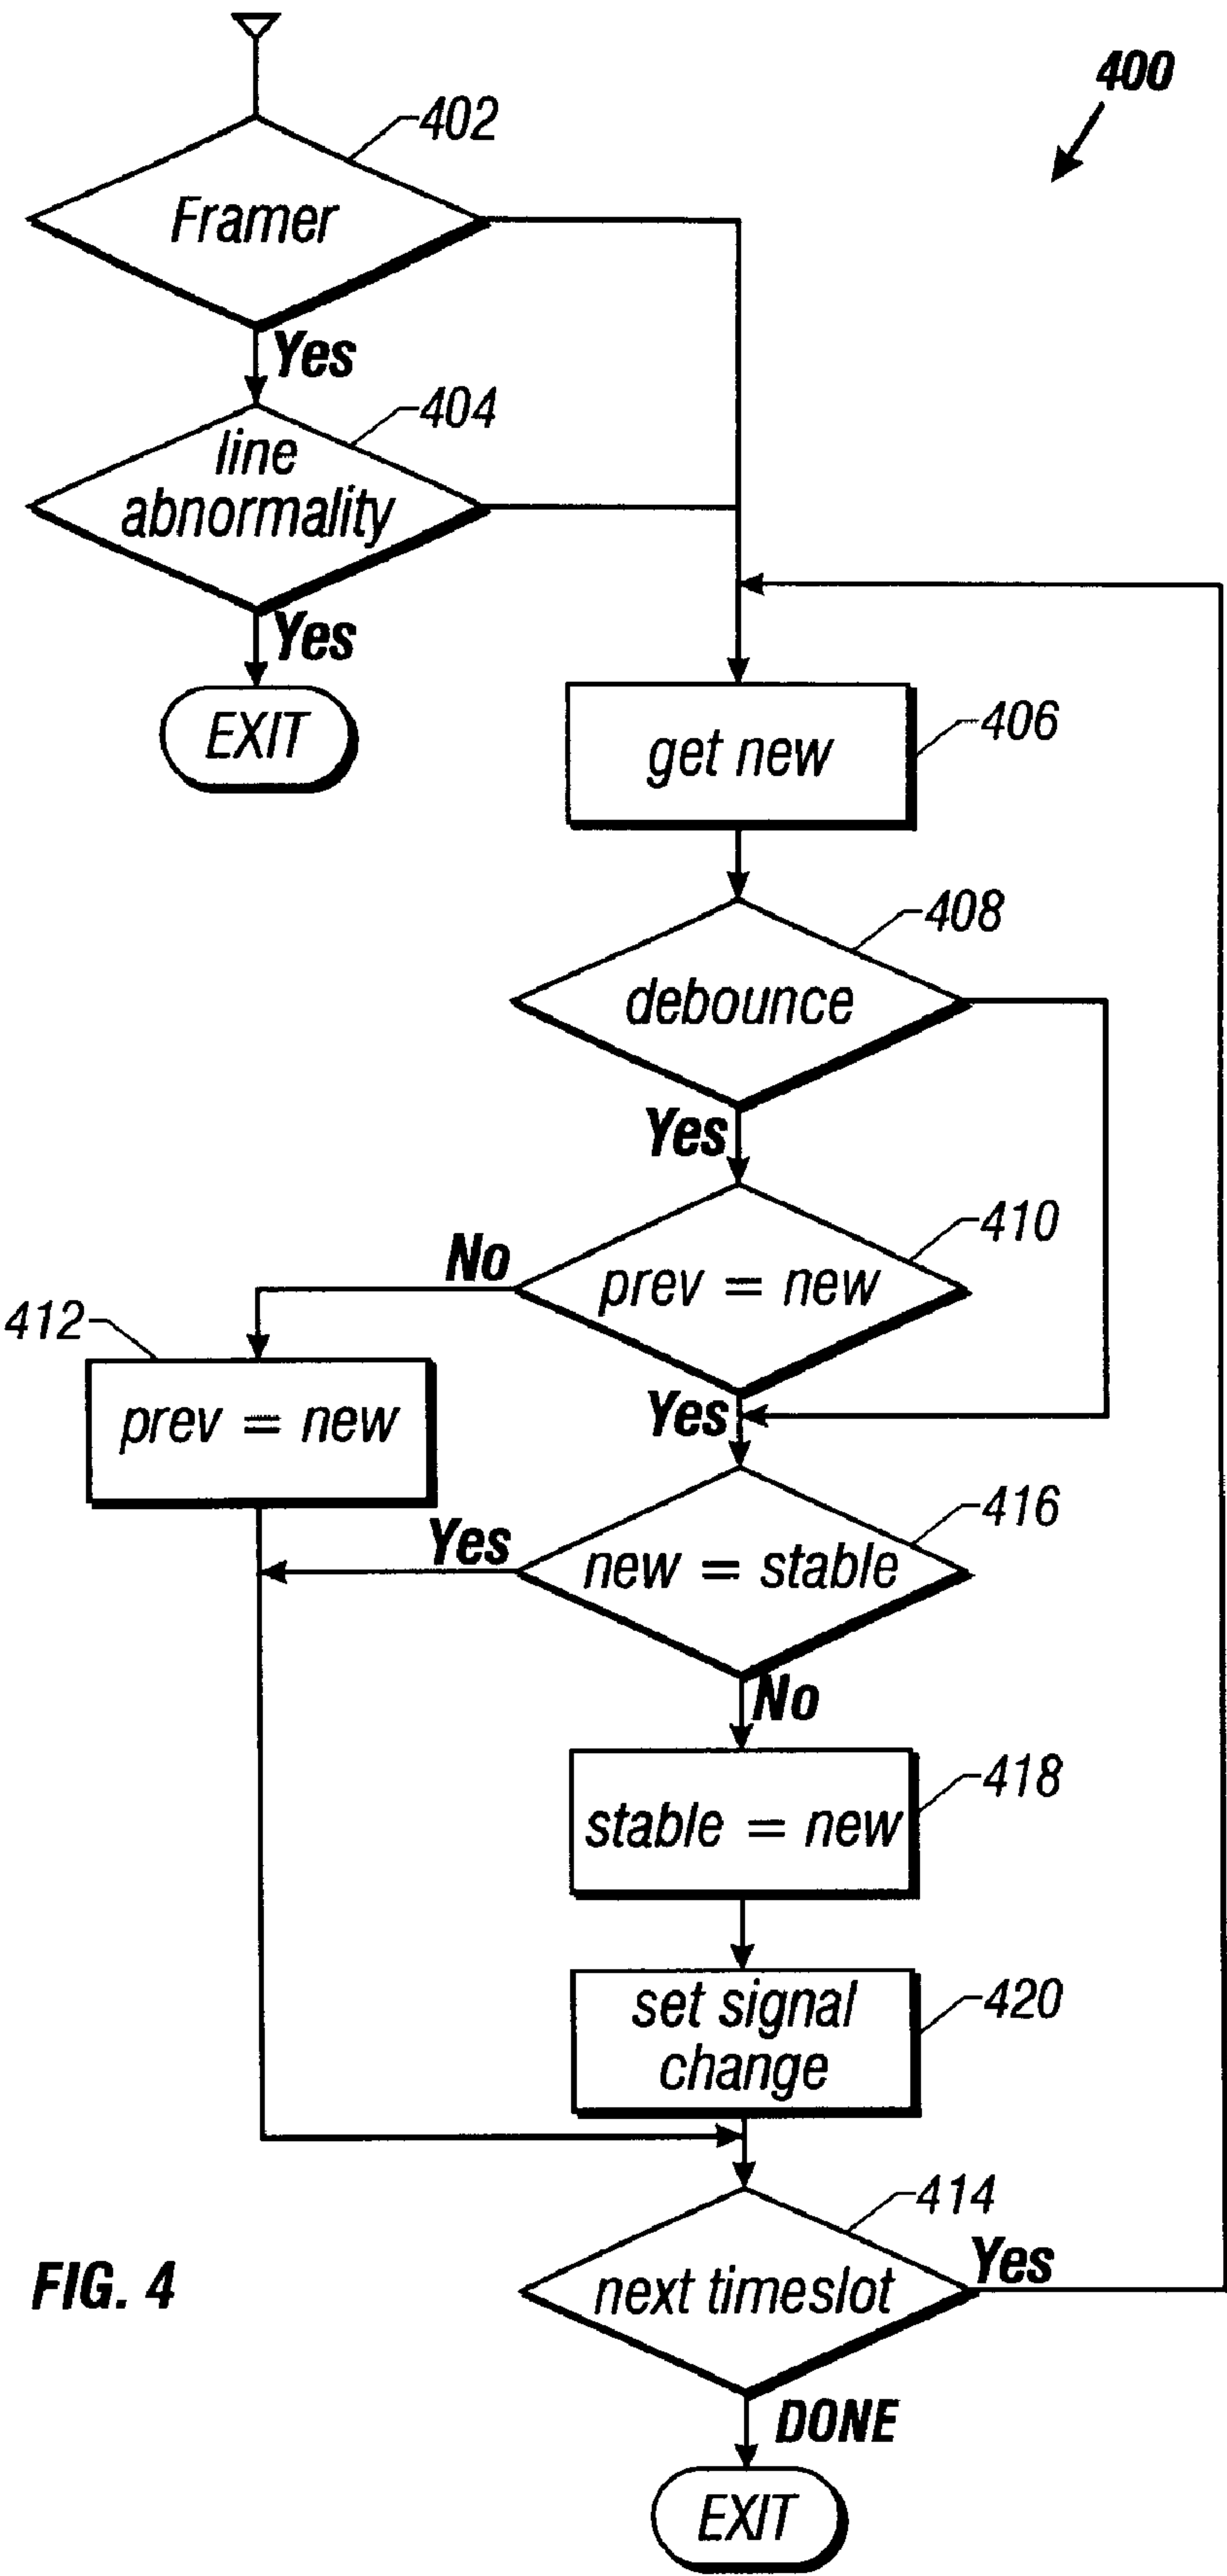 400
402
Framer
Yes
404
line
abnormality
Yes
EXIT
406
get new
408
debounce
Yes
410
No
prev = new
412
prev = new
Yes
416
Yes
new = stable
No
418
stable = new
420
set signal
change
414
next timeslot
Yes
FIG. 4
DONE
EXIT